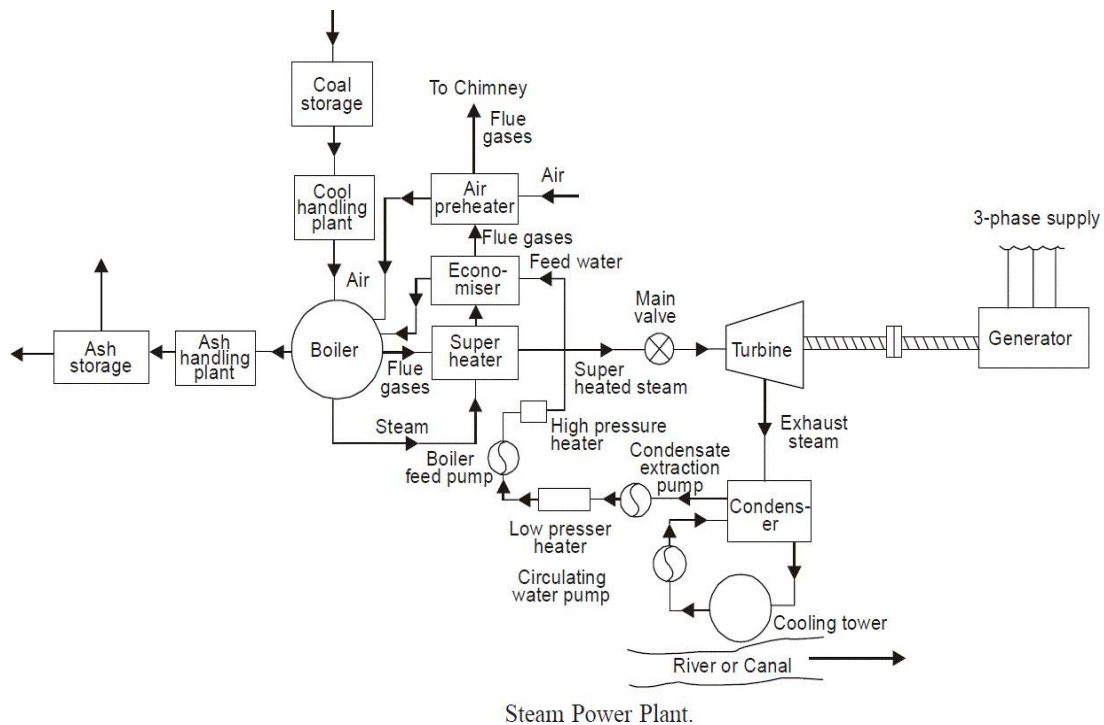 Coal
storage
To Chimney
Flue
gases
Cool
handling
plant
Air
preheater
Air
3-phase supply
Flue gases
Feed water
Air
Econo-
miser
Main
valve
Ash
storage
Ash
handling
plant
Boiler
Flue
gases
Super
heater
Super
heated steam
Turbine
Generator
Steam
High pressure
heater
Exhaust
steam
Boiler
feed pump
Condensate
extraction
pump
Low presser
heater
Condens-
er
Circulating
water pump
Cooling tower
River or Canal
Steam Power Plant.